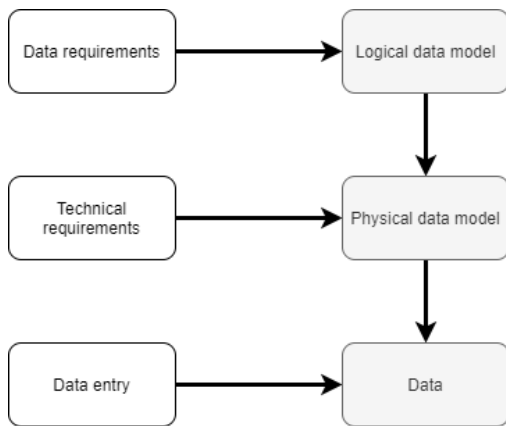 Data requirements
Logical data model
Technical
requirements
Physical data model
Data entry
Data